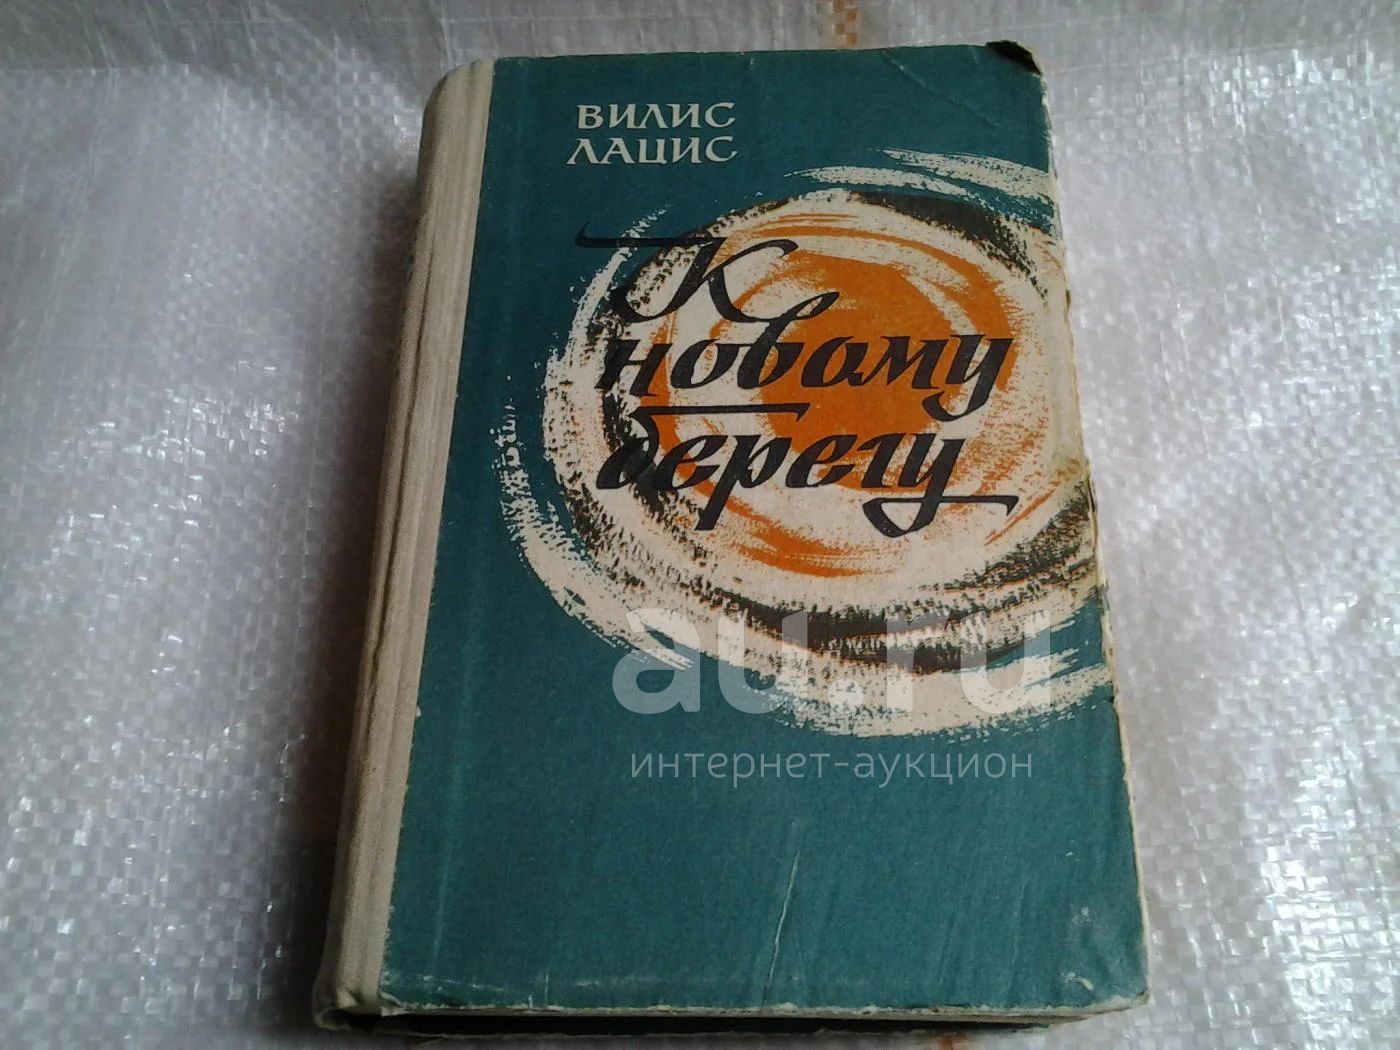 ВИЛИС
ЛАЦИС
К
новому
берегу
au.ru
интернет-аукцион